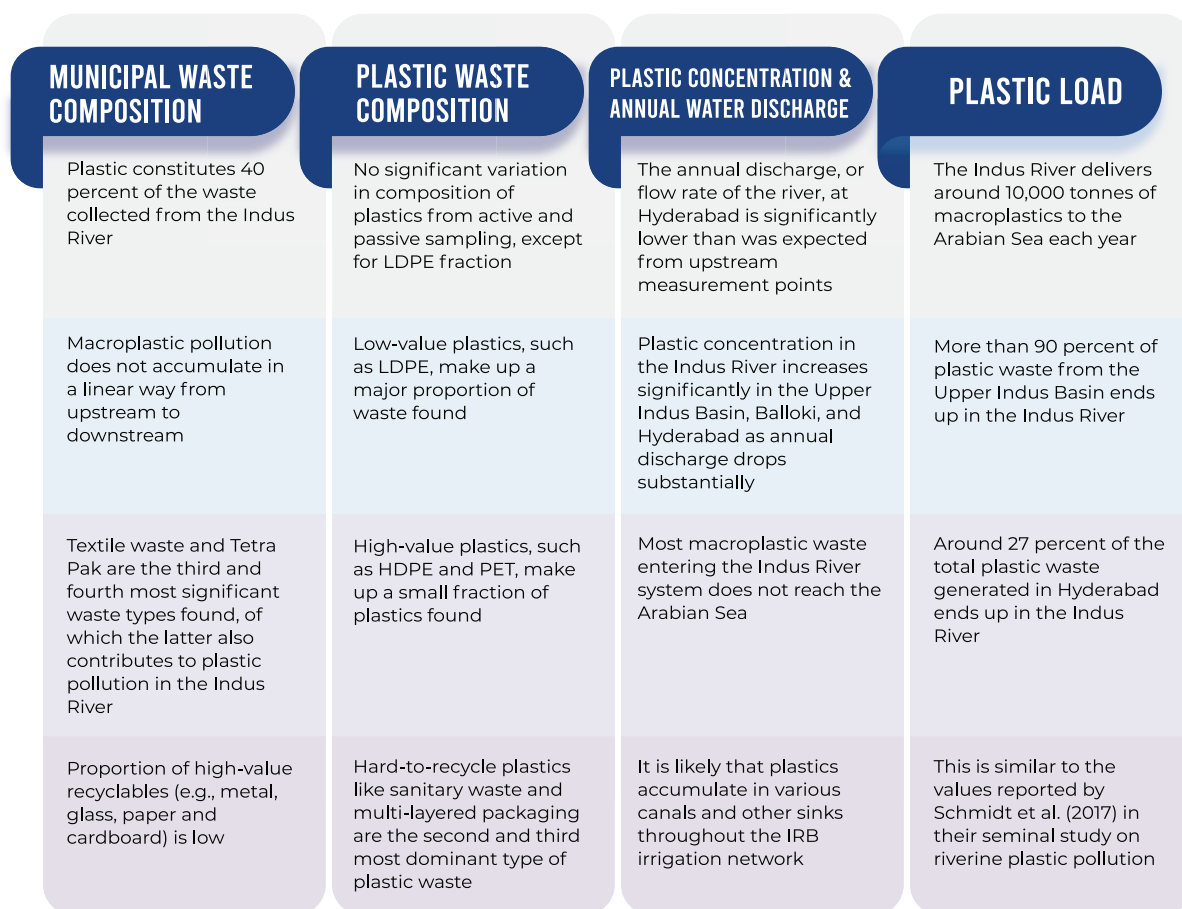 MUNICIPAL WASTE
COMPOSITION
Plastic constitutes 40
percent of the waste
collected from the Indus
River
Macroplastic pollution
does not accumulate in
a linear way from
upstream to
downstream
Textile waste and Tetra
Pak are the third and
fourth most significant
waste types found, of
which the latter also
contributes to plastic
pollution in the Indus
River
Proportion of high-value
recyclables (e.g., metal,
glass, paper and
cardboard) is low
PLASTIC WASTE
COMPOSITION
No significant variation
in composition of
plastics from active and
passive sampling, except
for LDPE fraction
Low-value plastics, such
as LDPE, make up a
major proportion of
waste found
High-value plastics, such
as HDPE and PET, make
up a small fraction of
plastics found
Hard-to-recycle plastics
like sanitary waste and
multi-layered packaging
are the second and third
most dominant type of
plastic waste
PLASTIC CONCENTRATION &
ANNUAL WATER DISCHARGE
The annual discharge, or
flow rate of the river, at
Hyderabad is significantly
lower than was expected
from upstream
measurement points
Plastic concentration in
the Indus River increases
significantly in the Upper
Indus Basin, Balloki, and
Hyderabad as annual
discharge drops
substantially
Most macroplastic waste
entering the Indus River
system does not reach the
Arabian Sea
It is likely that plastics
accumulate in various
canals and other sinks
throughout the IRB
irrigation network
PLASTIC LOAD
The Indus River delivers
around 10,000 tonnes of
macroplastics to the
Arabian Sea each year
More than 90 percent of
plastic waste from the
Upper Indus Basin ends
up in the Indus River
Around 27 percent of the
total plastic waste
generated in Hyderabad
ends up in the Indus
River
This is similar to the
values reported by
Schmidt et al. (2017) in
their seminal study on
riverine plastic pollution